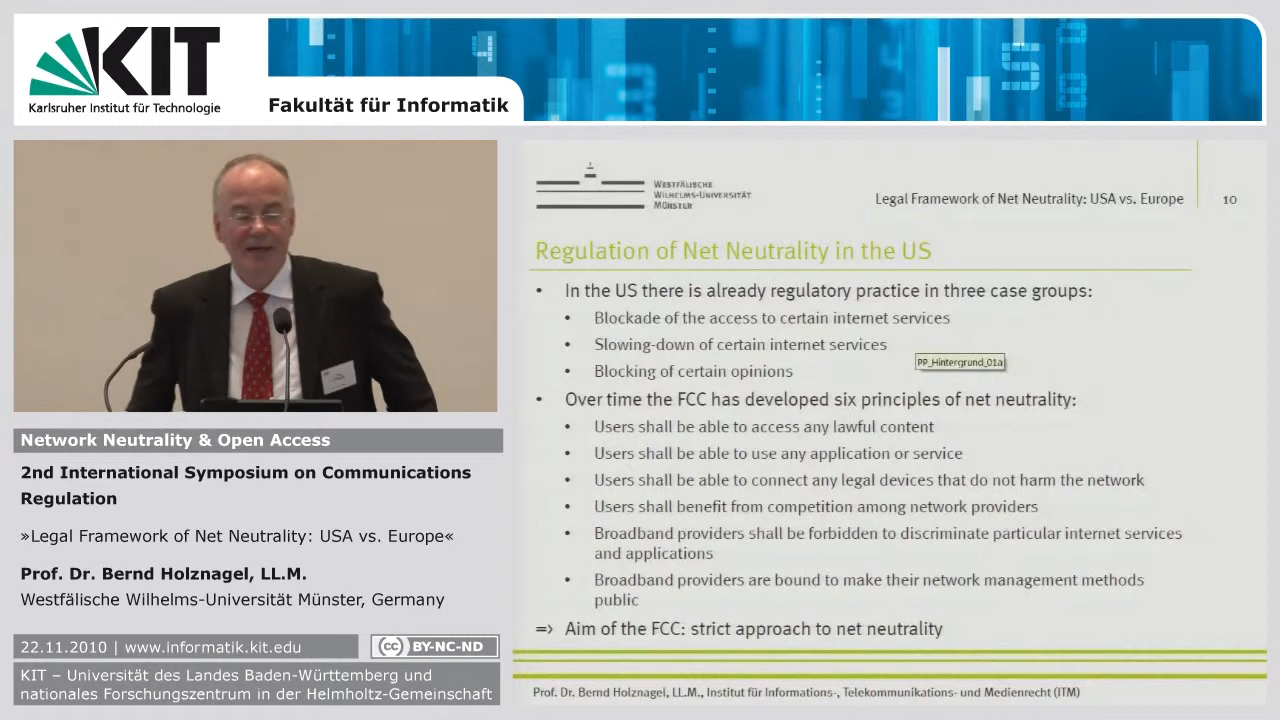 KIT
Karlsruher Institut für Technologie
Fakultät für Informatik
Network Neutrality & Open Access
2nd International Symposium on Communications
Regulation
»Legal Framework of Net Neutrality: USA vs. Europe«
Prof. Dr. Bernd Holznagel, LL.M.
Westfälische Wilhelms-Universität Münster, Germany
22.11.2010 | www.informatik.kit.edu
cc BY-NC-ND
KIT – Universität des Landes Baden-Württemberg und
nationales Forschungszentrum in der Helmholtz-Gemeinschaft
Westfälische
Wilhelms-Universität
Münster
Legal Framework of Net Neutrality: USA vs. Europe
10
Regulation of Net Neutrality in the US
• In the US there is already regulatory practice in three case groups:
• Blockade of the access to certain internet services
• Slowing-down of certain internet services
PP_Hintergrund_01a
• Blocking of certain opinions
• Over time the FCC has developed six principles of net neutrality:
• Users shall be able to access any lawful content
• Users shall be able to use any application or service
• Users shall be able to connect any legal devices that do not harm the network
• Users shall benefit from competition among network providers
• Broadband providers shall be forbidden to discriminate particular internet services
and applications
• Broadband providers are bound to make their network management methods
public
=> Aim of the FCC: strict approach to net neutrality
Prof. Dr. Bernd Holznagel, LL.M., Institut für Informations-, Telekommunikations- und Medienrecht (ITM)